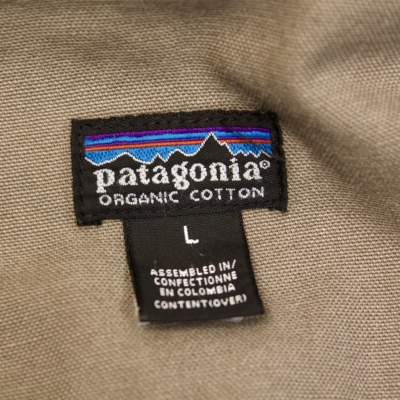 patagonia®
ORGANIC COTTON
L
ASSEMBLED IN/
CONFECTIONNE
EN COLOMBIA
CONTENT(OVER)